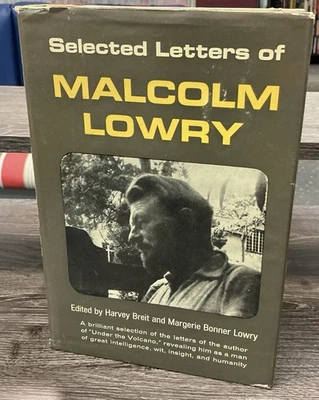 Selected Letters of
MALCOLM
LOWRY
Edited by Harvey Breit and Margerie Bonner Lowry
A brilliant selection of the letters of the author
of "Under the Volcano," revealing him as a man
of great intelligence, wit, insight, and humanity